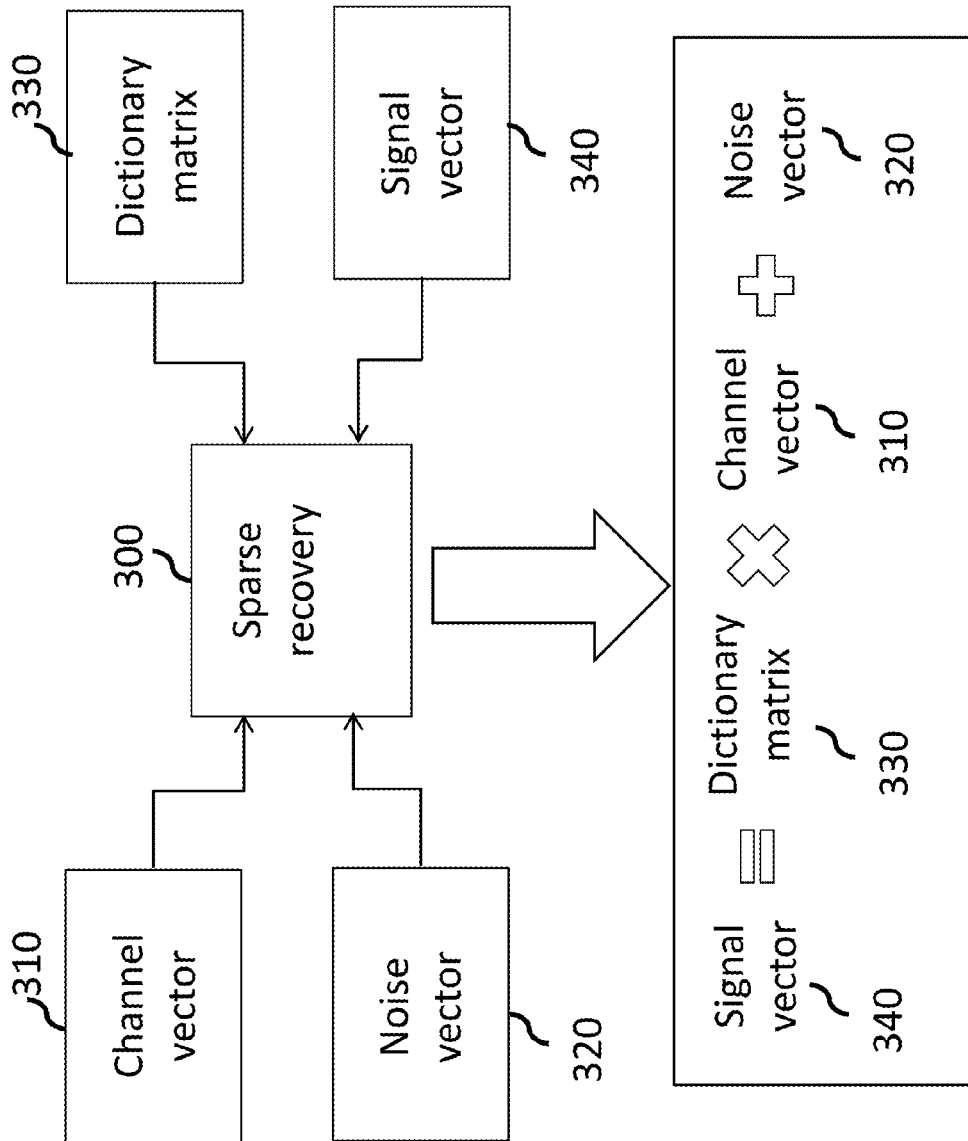 310
Channel
vector
Noise
vector
320
300
Sparse
recovery
330
Dictionary
matrix
Signal
vector
340
Signal
vector
340
=
Dictionary
matrix
330
×
Channel
vector
310
+
Noise
vector
320